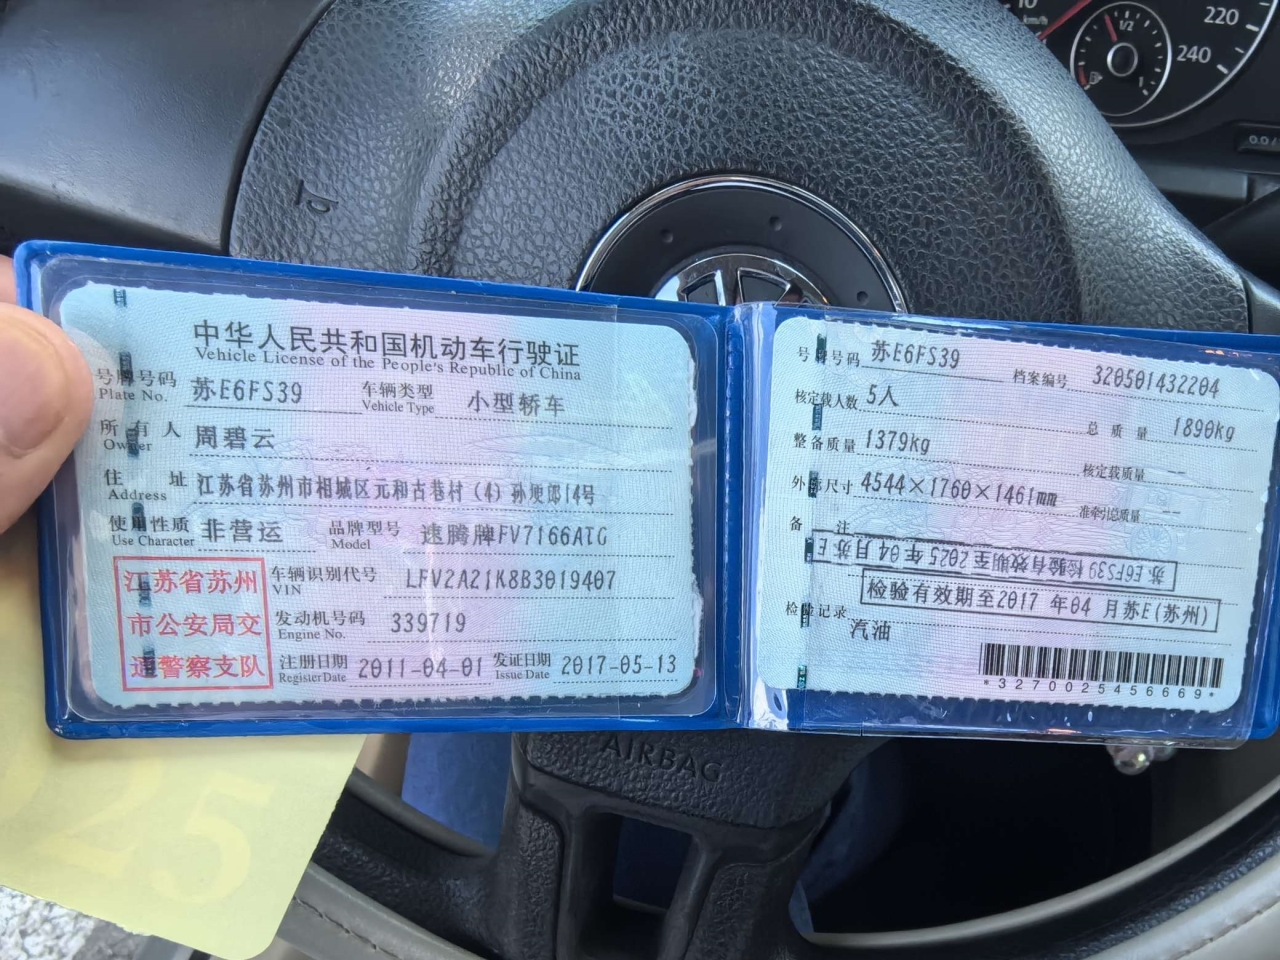 中华人民共和国机动车行驶证
Vehicle License of the People's Republic of China
号牌号码 苏E6FS39 车辆类型 小型轿车
Plate No. Vehicle Type
所有人 周碧云
Owner
住址 江苏省苏州市相城区元和古巷村(4)孙埂郎14号
Address
使用性质 非营运 品牌型号 速腾牌FV7166ATG
Use Character Model
江苏省苏州
市公安局交
通警察支队
车辆识别代号 LFV2A21K8B3019407
VIN
发动机号码 339719
Engine No.
注册日期 2011-04-01 发证日期 2017-05-13
Register Date Issue Date
号牌号码 苏E6FS39 档案编号 320501432204
核定载人数 5人 总质量 1890kg
整备质量 1379kg 核定载质量 --
外廓尺寸 4544×1760×1461mm 准牵引总质量 --
备注
苏E6FS39 检验有效期至2025年04月苏E
检验有效期至2017年04月苏E(苏州)
检验记录
汽油
*3270025456669*
AIRBAG
km/h
220
240
1/2
1